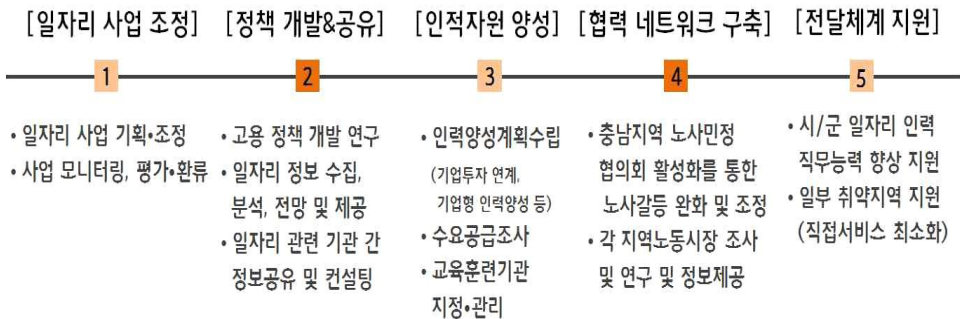 [일자리 사업 조정]
1
• 일자리 사업 기획•조정
• 사업 모니터링, 평가•환류
[정책 개발&공유]
2
• 고용 정책 개발 연구
• 일자리 정보 수집,
분석, 전망 및 제공
• 일자리 관련 기관 간
정보공유 및 컨설팅
[인적자원 양성]
3
• 인력양성계획수립
(기업투자 연계,
기업형 인력양성 등)
• 수요공급조사
• 교육훈련기관
지정•관리
[협력 네트워크 구축]
4
• 충남지역 노사민정
협의회 활성화를 통한
노사갈등 완화 및 조정
• 각 지역노동시장 조사
및 연구 및 정보제공
[전달체계 지원]
5
• 시/군 일자리 인력
직무능력 향상 지원
• 일부 취약지역 지원
(직접서비스 최소화)